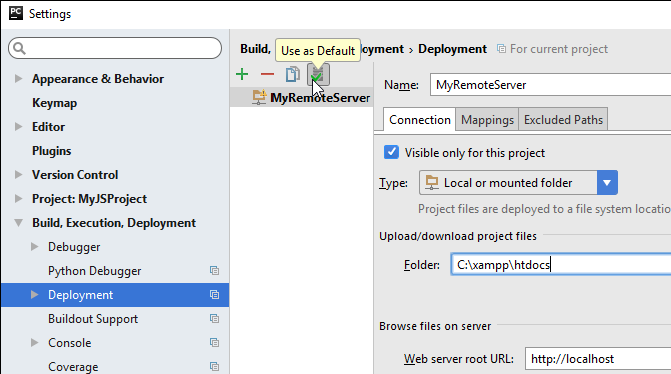 PC Settings
Build, Use as Default loyment › Deployment For current project
Appearance & Behavior
Keymap
Editor
Plugins
Version Control
Project: MyJSProject
Build, Execution, Deployment
Debugger
Python Debugger
Deployment
Buildout Support
Console
Coverage
MyRemoteServer
Name: MyRemoteServer
Connection Mappings Excluded Paths
Visible only for this project
Type: Local or mounted folder
Project files are deployed to a file system locatio
Upload/download project files
Folder: C:\xampp\htdocs
Browse files on server
Web server root URL: http://localhost